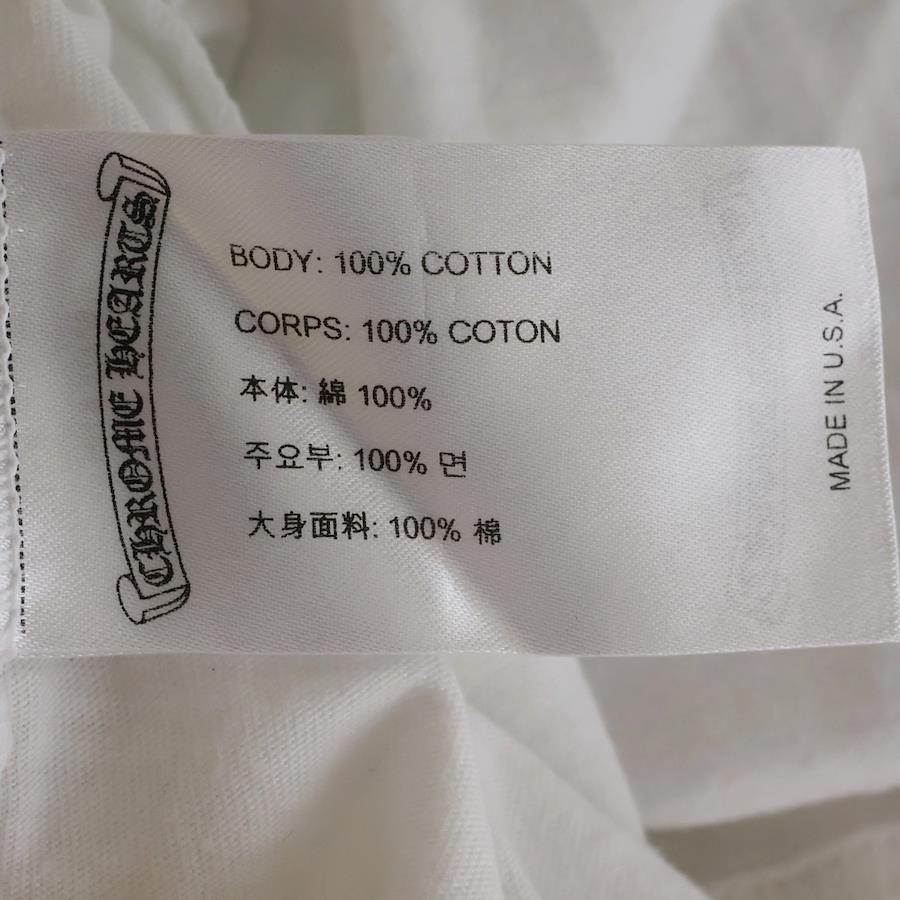 CHROME HEARTS
BODY: 100% COTTON
CORPS: 100% COTON
本体: 綿 100%
주요부: 100% 면
大身面料: 100% 棉
MADE IN U.S.A.